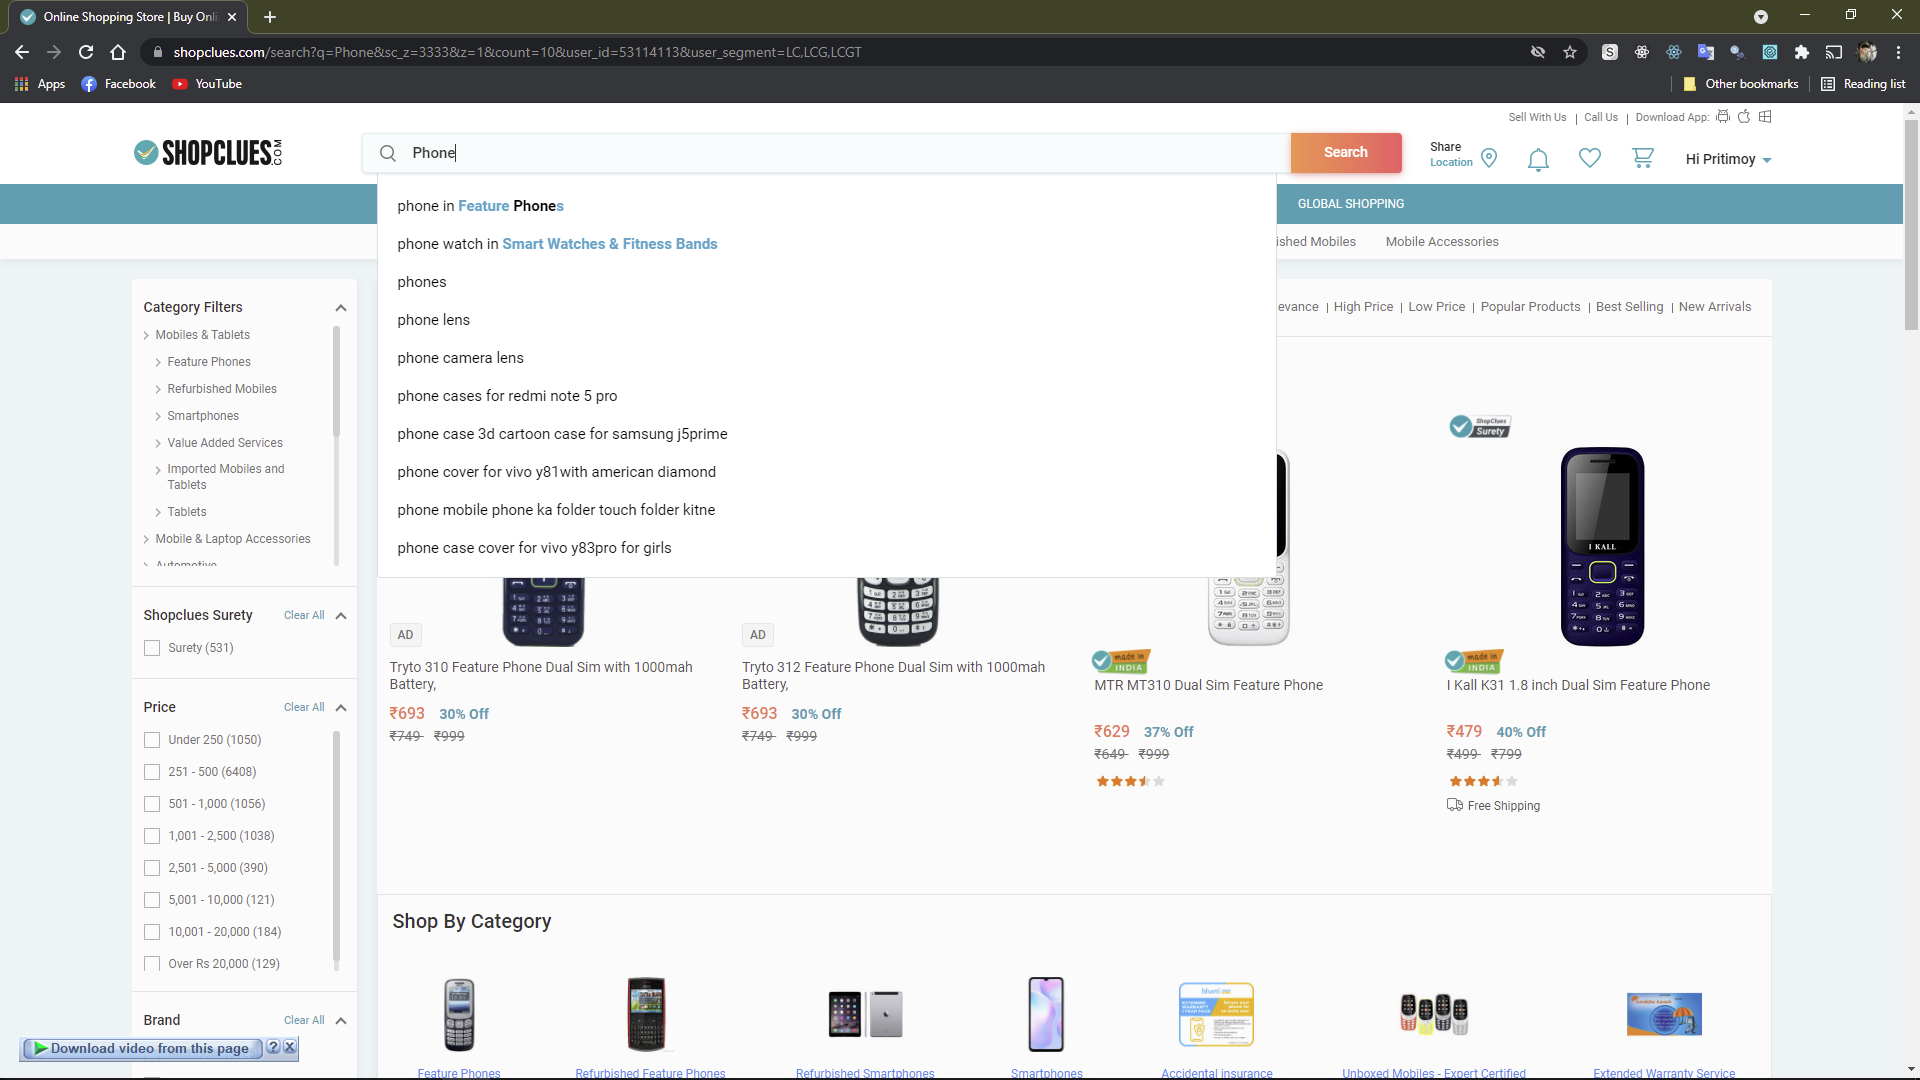 Online Shopping Store | Buy Onli
shopclues.com/search?q=Phone&sc_z=3333&z=1&count=10&user_id=53114113&user_segment=LC,LCG,LCGT
Apps
Facebook
YouTube
Other bookmarks
Reading list
Sell With Us | Call Us | Download App:
SHOPCLUES.COM
Phone
Search
Share
Location
Hi Pritimoy
GLOBAL SHOPPING
ished Mobiles
Mobile Accessories
phone in Feature Phones
phone watch in Smart Watches & Fitness Bands
phones
phone lens
phone camera lens
phone cases for redmi note 5 pro
phone case 3d cartoon case for samsung j5prime
phone cover for vivo y81with american diamond
phone mobile phone ka folder touch folder kitne
phone case cover for vivo y83pro for girls
evance | High Price | Low Price | Popular Products | Best Selling | New Arrivals
Category Filters
Mobiles & Tablets
Feature Phones
Refurbished Mobiles
Smartphones
Value Added Services
Imported Mobiles and
Tablets
Tablets
Mobile & Laptop Accessories
Automotive
Shopclues Surety Clear All
Surety (531)
Price Clear All
Under 250 (1050)
251 - 500 (6408)
501 - 1,000 (1056)
1,001 - 2,500 (1038)
2,501 - 5,000 (390)
5,001 - 10,000 (121)
10,001 - 20,000 (184)
Over Rs 20,000 (129)
Brand Clear All
Download video from this page ? X
AD
Tryto 310 Feature Phone Dual Sim with 1000mah
Battery,
₹693 30% Off
₹749 ₹999
AD
Tryto 312 Feature Phone Dual Sim with 1000mah
Battery,
₹693 30% Off
₹749 ₹999
made in
INDIA
MTR MT310 Dual Sim Feature Phone
₹629 37% Off
₹649 ₹999
ShopClues
Surety
I KALL
made in
INDIA
I Kall K31 1.8 inch Dual Sim Feature Phone
₹479 40% Off
₹499 ₹799
Free Shipping
Shop By Category
Feature Phones
Refurbished Feature Phones
Refurbished Smartphones
Smartphones
Accidental insurance
Unboxed Mobiles - Expert Certified
Extended Warranty Service